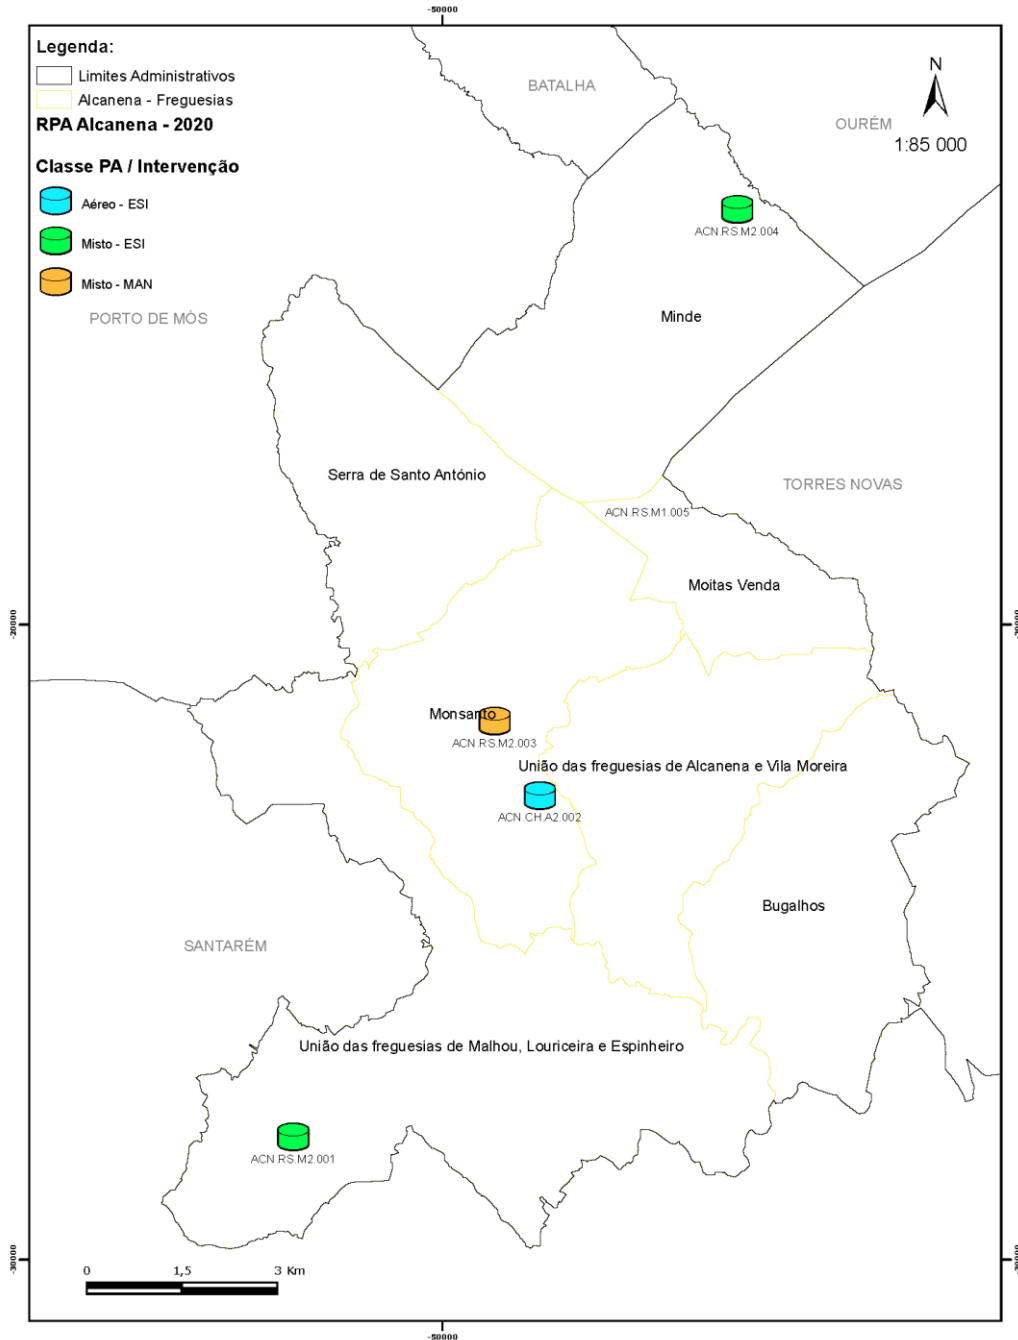 -50000
Legenda:
Limites Administrativos
Alcanena - Freguesias
RPA Alcanena - 2020
Classe PA / Intervenção
Aéreo - ESI
Misto - ESI
Misto - MAN
BATALHA
OURÉM
N
1:85 000
ACN.RS.M2.004
PORTO DE MÓS
Minde
Serra de Santo António
TORRES NOVAS
ACN.RS.M1.005
Moitas Venda
-20000
-20000
Monsanto
ACN.RS.M2.003
União das freguesias de Alcanena e Vila Moreira
ACN.CH.A2.002
Bugalhos
SANTARÉM
União das freguesias de Malhou, Louriceira e Espinheiro
ACN.RS.M2.001
-30000
-30000
0 1,5 3 Km
-50000